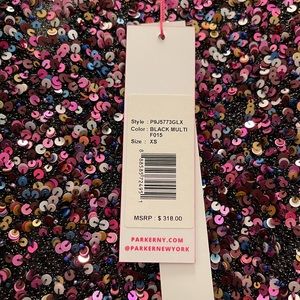 Style : P9J5773GLX
Color : BLACK MULTI
F015
Size : XS
MSRP : $ 318.00
PARKERNY.COM
@PARKERNEWYORK